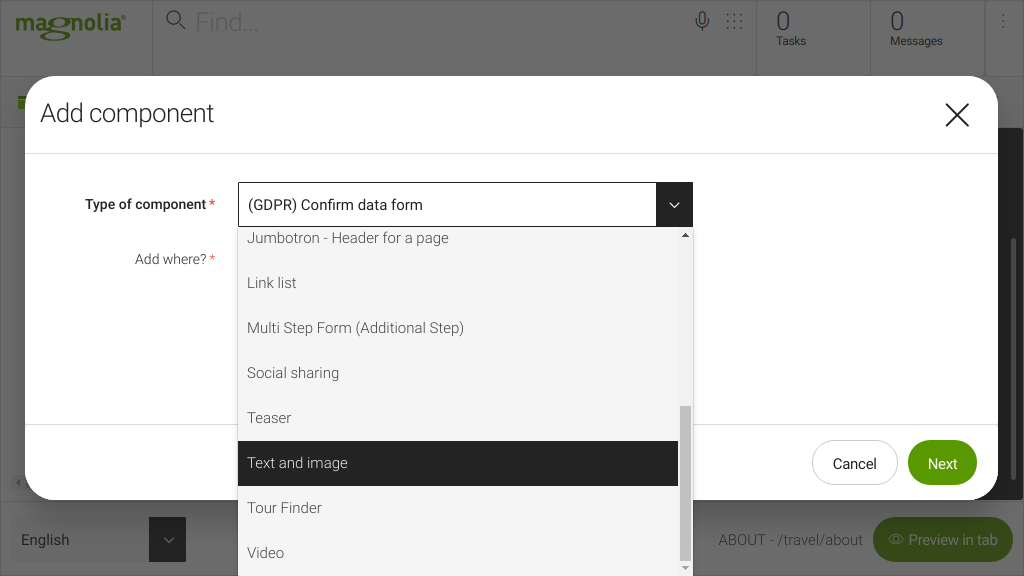 magnolia
Find...
0
Tasks
0
Messages
Add component
Type of component *
(GDPR) Confirm data form
Add where? *
Jumbotron - Header for a page
Link list
Multi Step Form (Additional Step)
Social sharing
Teaser
Text and image
Tour Finder
Video
Cancel
Next
English
ABOUT - /travel/about
Preview in tab